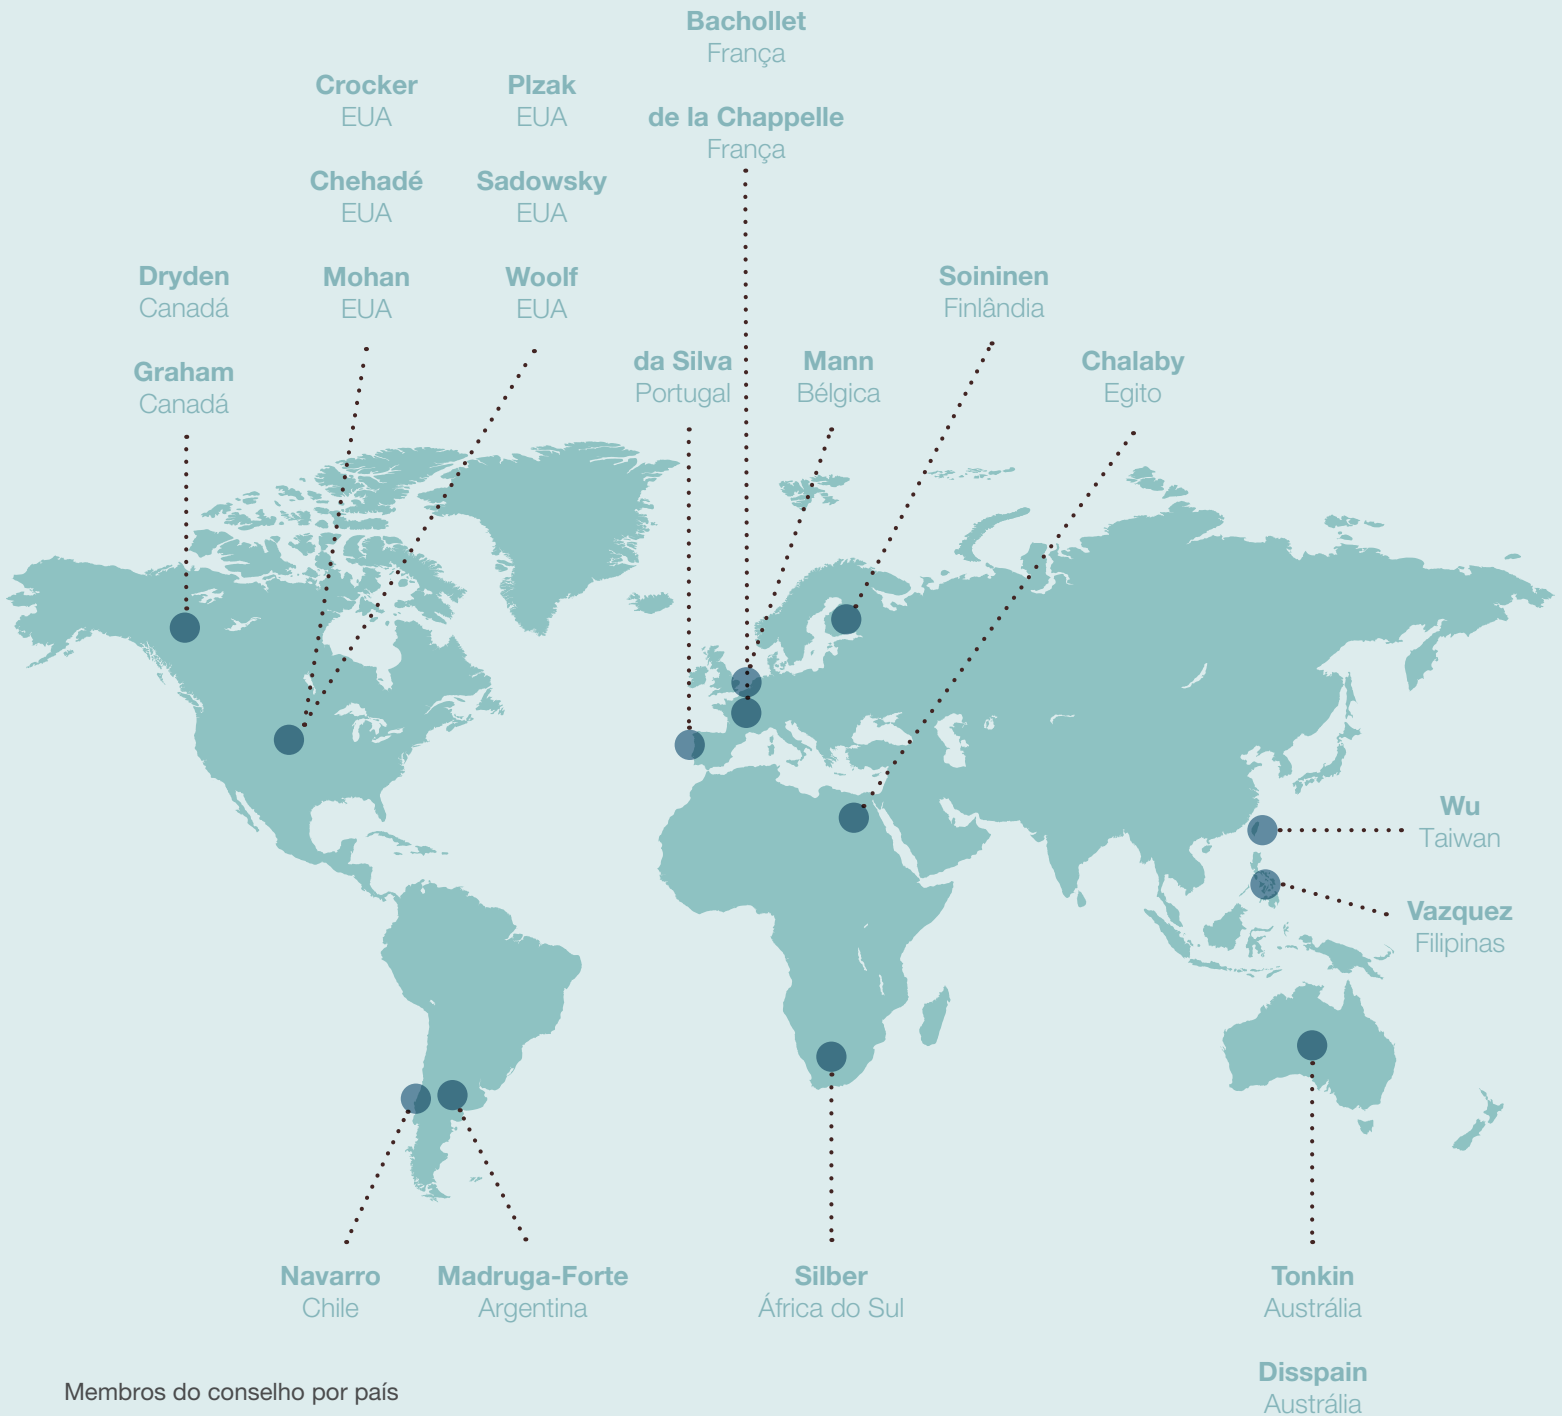 Bachollet
França
Crocker
EUA
Plzak
EUA
de la Chappelle
França
Chehadé
EUA
Sadowsky
EUA
Dryden
Canadá
Mohan
EUA
Woolf
EUA
Soininen
Finlândia
Graham
Canadá
da Silva
Portugal
Mann
Bélgica
Chalaby
Egito
Wu
Taiwan
Vazquez
Filipinas
Navarro
Chile
Madruga-Forte
Argentina
Silber
África do Sul
Tonkin
Austrália
Disspain
Austrália
Membros do conselho por país